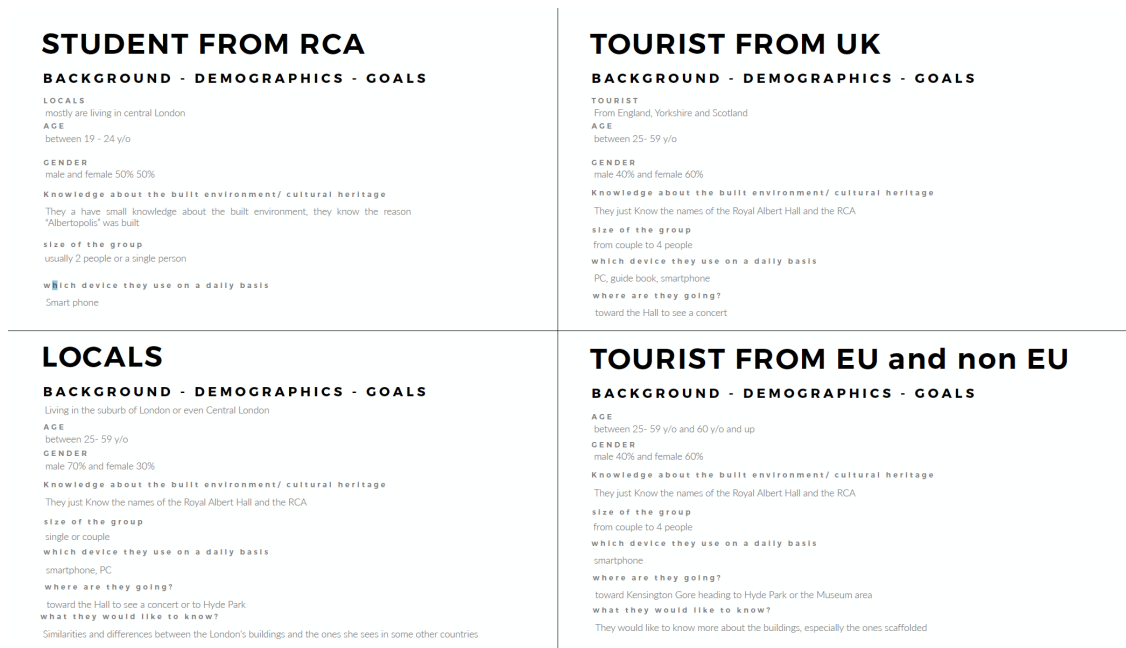 STUDENT FROM RCA
BACKGROUND - DEMOGRAPHICS - GOALS
LOCALS
mostly are living in central London
AGE
between 19 - 24 y/o
GENDER
male and female 50% 50%
Knowledge about the built environment/ cultural heritage
They a have small knowledge about the built environment, they know the reason
“Albertopolis” was built
size of the group
usually 2 people or a single person
which device they use on a daily basis
Smart phone
TOURIST FROM UK
BACKGROUND - DEMOGRAPHICS - GOALS
TOURIST
From England, Yorkshire and Scotland
AGE
between 25- 59 y/o
GENDER
male 40% and female 60%
Knowledge about the built environment/ cultural heritage
They just Know the names of the Royal Albert Hall and the RCA
size of the group
from couple to 4 people
which device they use on a daily basis
PC, guide book, smartphone
where are they going?
toward the Hall to see a concert
LOCALS
BACKGROUND - DEMOGRAPHICS - GOALS
Living in the suburb of London or even Central London
AGE
between 25- 59 y/o
GENDER
male 70% and female 30%
Knowledge about the built environment/ cultural heritage
They just Know the names of the Royal Albert Hall and the RCA
size of the group
single or couple
which device they use on a daily basis
smartphone, PC
where are they going?
toward the Hall to see a concert or to Hyde Park
what they would like to know?
Similarities and differences between the London's buildings and the ones she sees in some other countries
TOURIST FROM EU and non EU
BACKGROUND - DEMOGRAPHICS - GOALS
AGE
between 25- 59 y/o and 60 y/o and up
GENDER
male 40% and female 60%
Knowledge about the built environment/ cultural heritage
They just Know the names of the Royal Albert Hall and the RCA
size of the group
from couple to 4 people
which device they use on a daily basis
smartphone
where are they going?
toward Kensington Gore heading to Hyde Park or the Museum area
what they would like to know?
They would like to know more about the buildings, especially the ones scaffolded